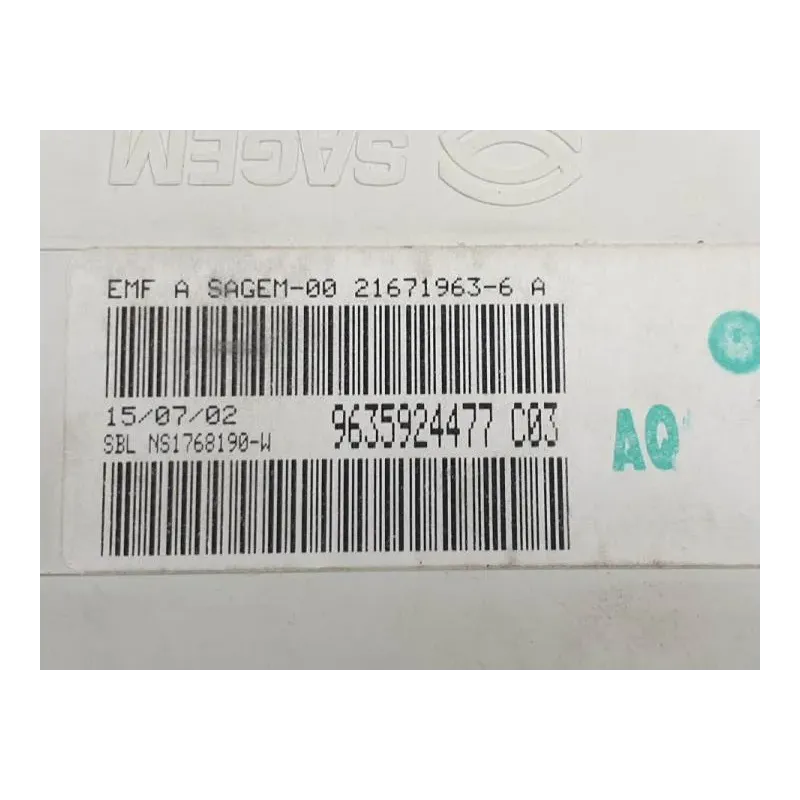 SAGEM
EMF A SAGEM-00 21671963-6 A
15/07/02
9635924477 C03
SBL NS1768190-W
AQ